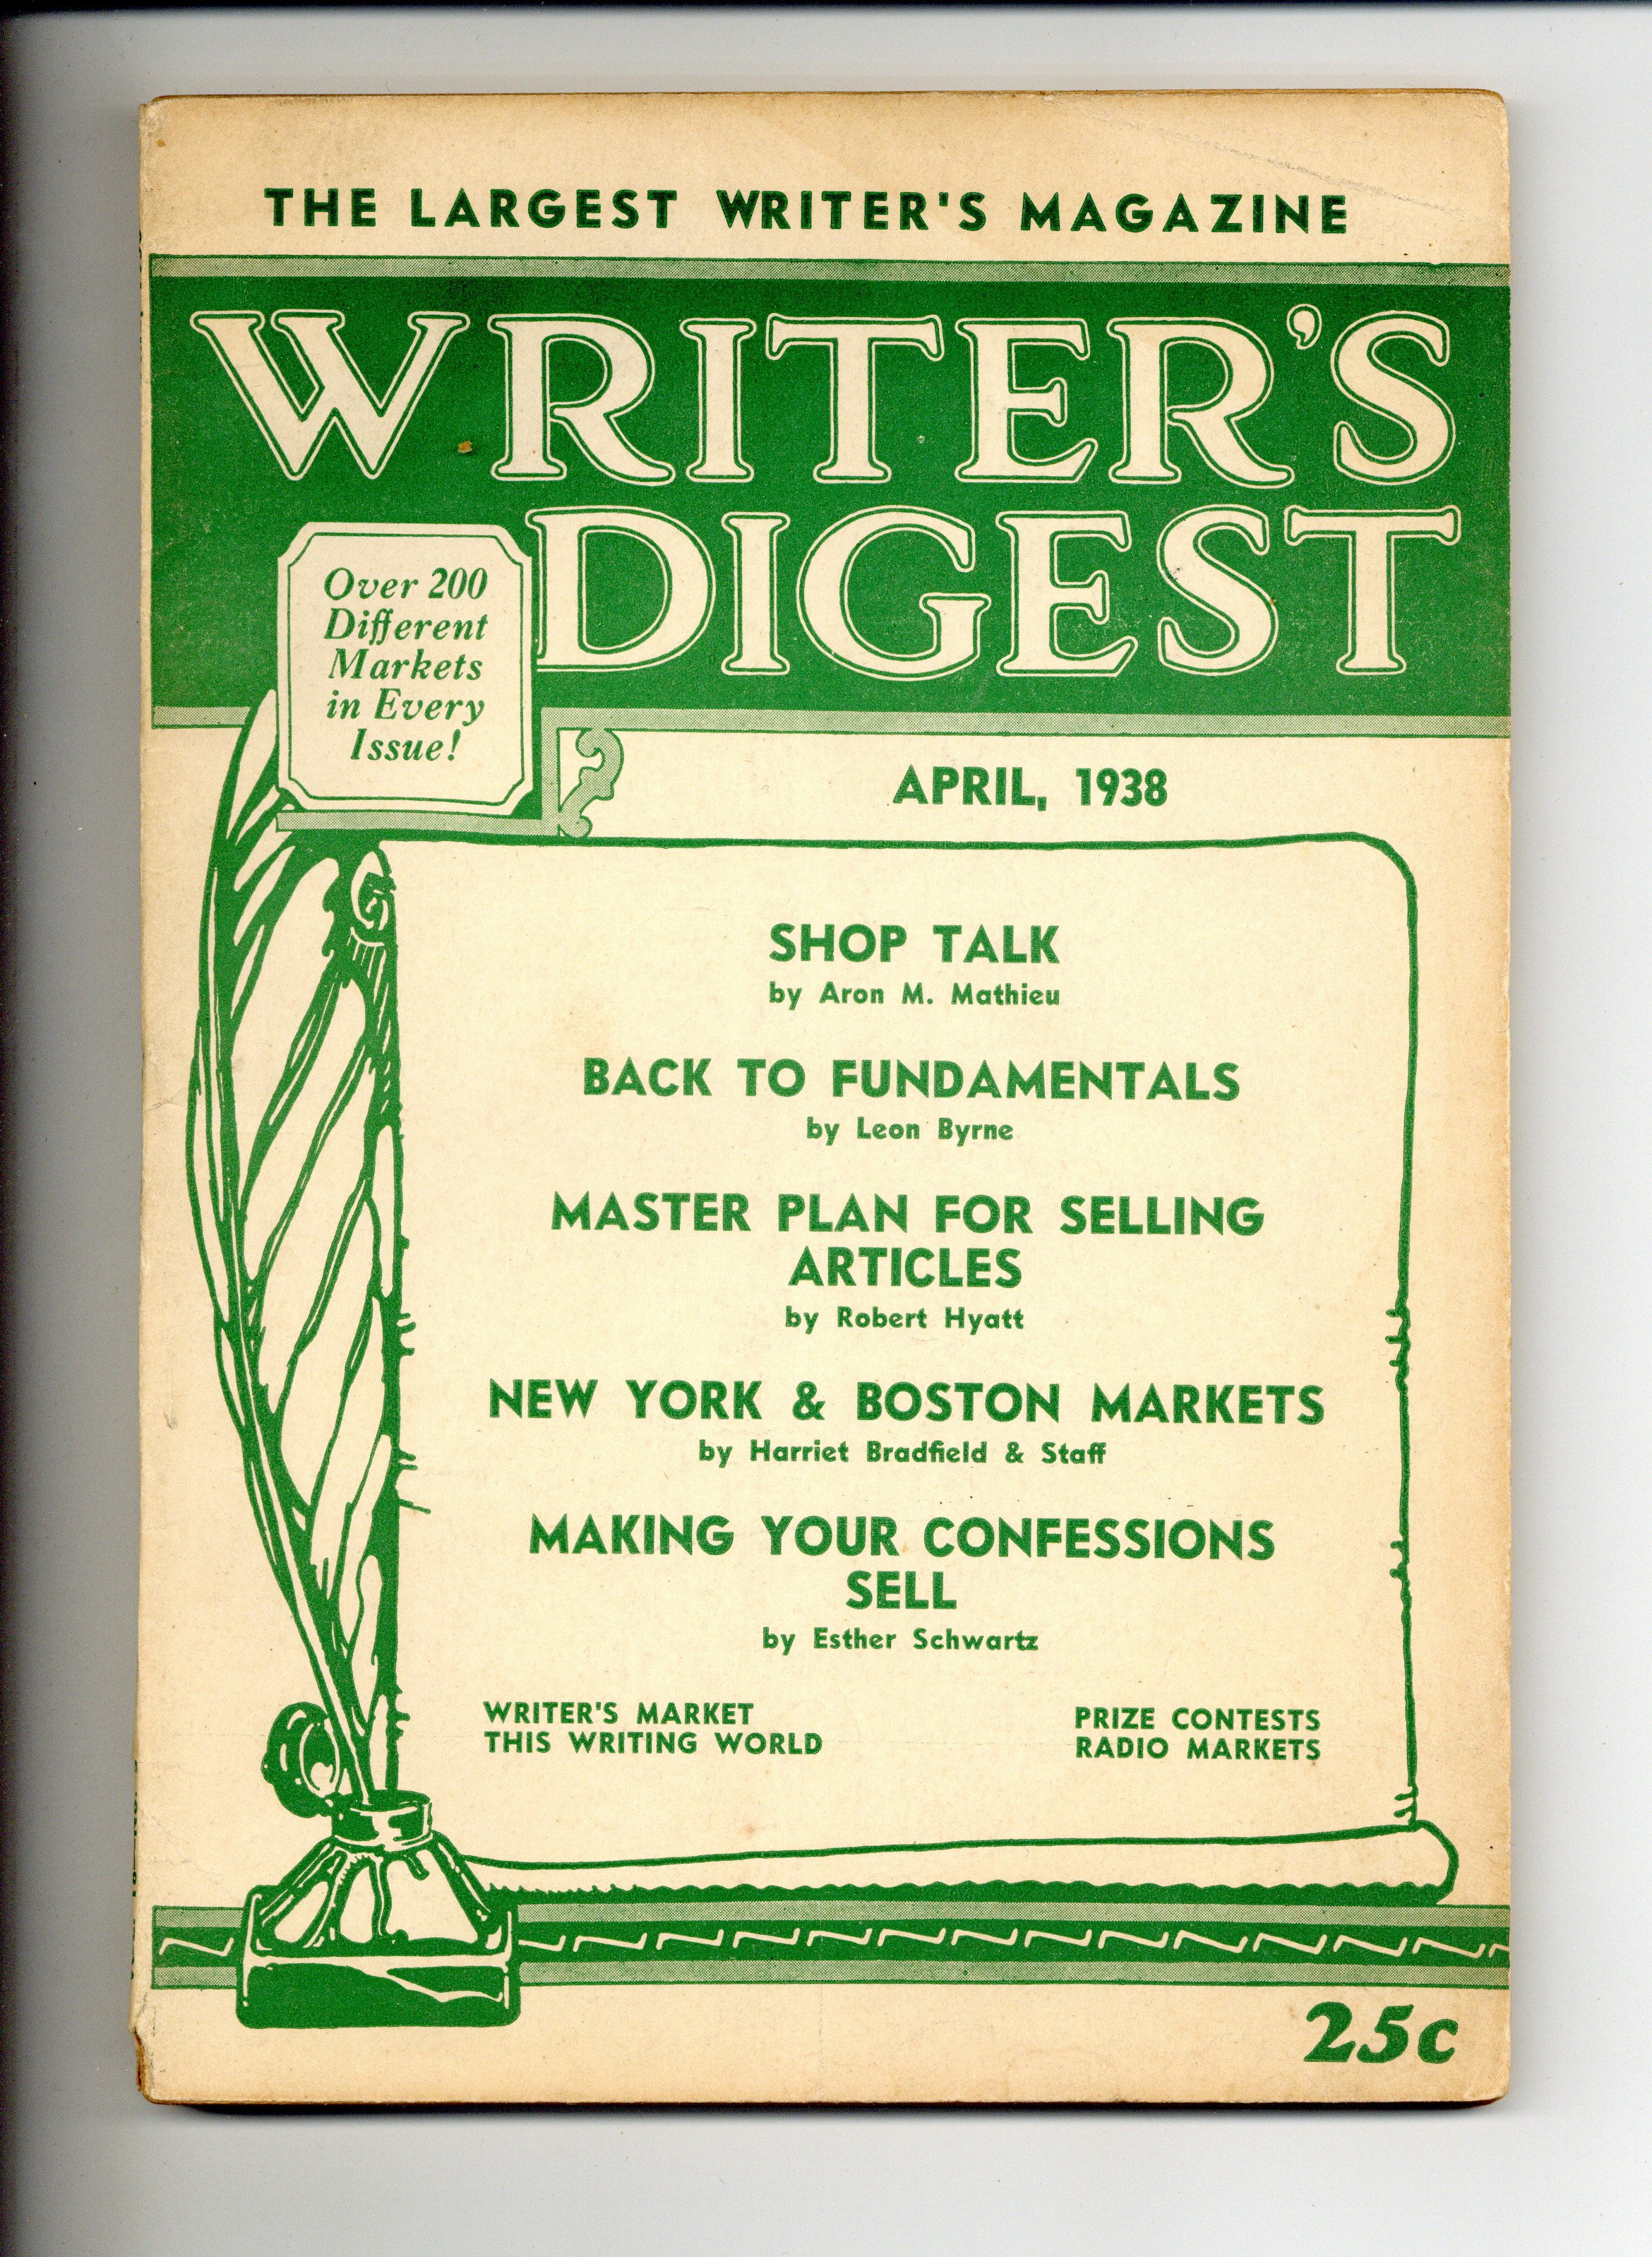 THE LARGEST WRITER'S MAGAZINE
WRITER'S
DIGEST
Over 200
Different
Markets
in Every
Issue!
APRIL, 1938
SHOP TALK
by Aron M. Mathieu
BACK TO FUNDAMENTALS
by Leon Byrne
MASTER PLAN FOR SELLING
ARTICLES
by Robert Hyatt
NEW YORK & BOSTON MARKETS
by Harriet Bradfield & Staff
MAKING YOUR CONFESSIONS
SELL
by Esther Schwartz
WRITER'S MARKET
THIS WRITING WORLD
PRIZE CONTESTS
RADIO MARKETS
25c